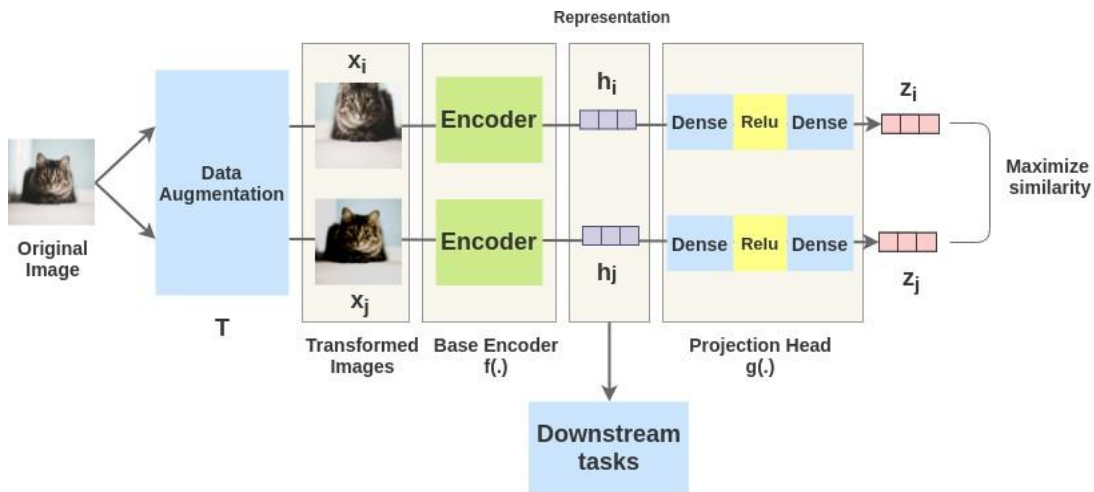 Representation
x_i
h_i
z_i
Encoder
Dense
Relu
Dense
Data
Augmentation
Maximize
similarity
Original
Image
Encoder
Dense
Relu
Dense
x_j
h_j
z_j
T
Transformed
Images
Base Encoder
f(.)
Projection Head
g(.)
Downstream
tasks